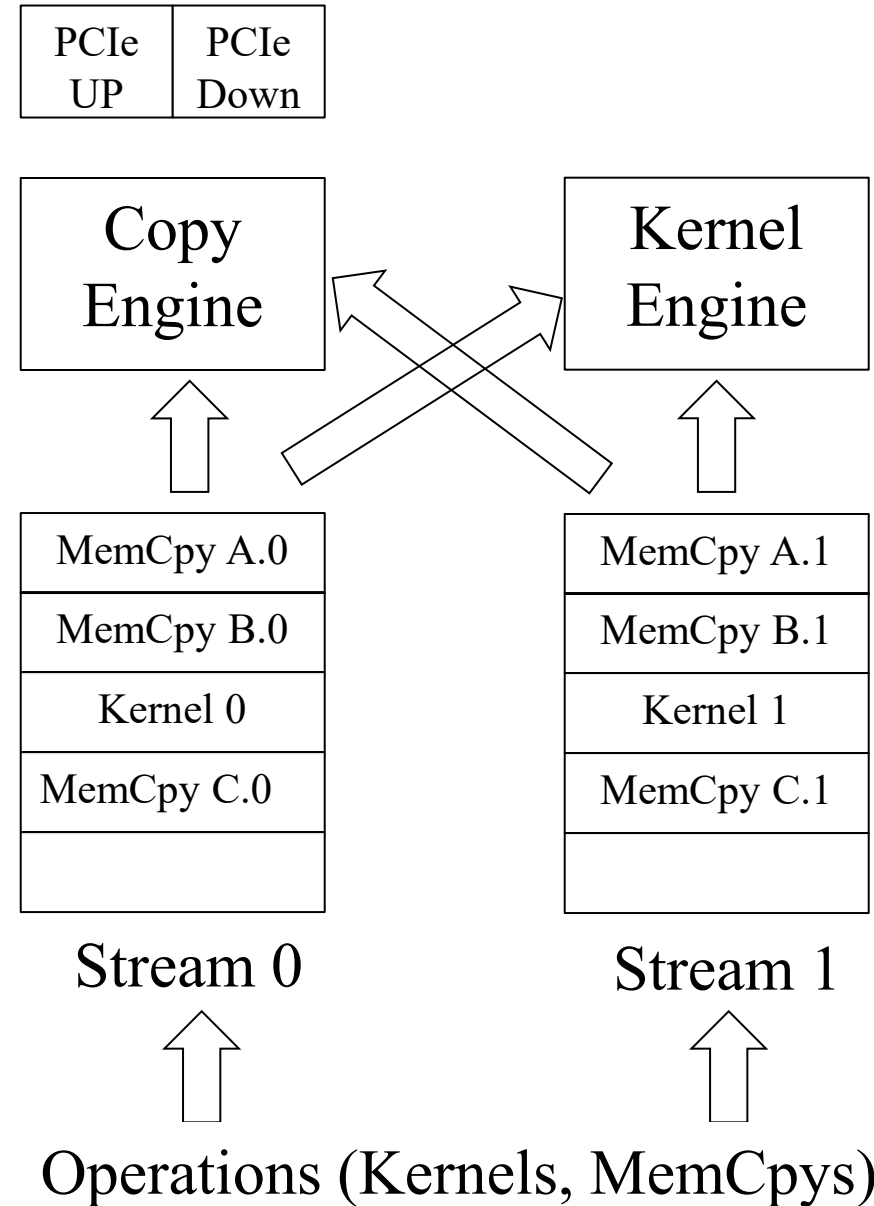 PCIe
UP
PCIe
Down
Copy
Engine
Kernel
Engine
MemCpy A.0
MemCpy B.0
Kernel 0
MemCpy C.0
MemCpy A.1
MemCpy B.1
Kernel 1
MemCpy C.1
Stream 0
Stream 1
Operations (Kernels, MemCpys)